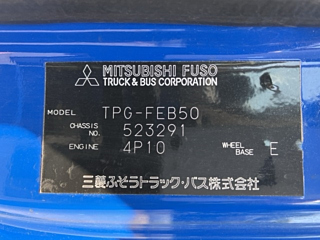 MITSUBISHI FUSO
TRUCK & BUS CORPORATION
MODEL TPG-FEB50
CHASSIS NO. 523291
ENGINE 4P10 WHEEL BASE E
三菱ふそうトラック・バス株式会社